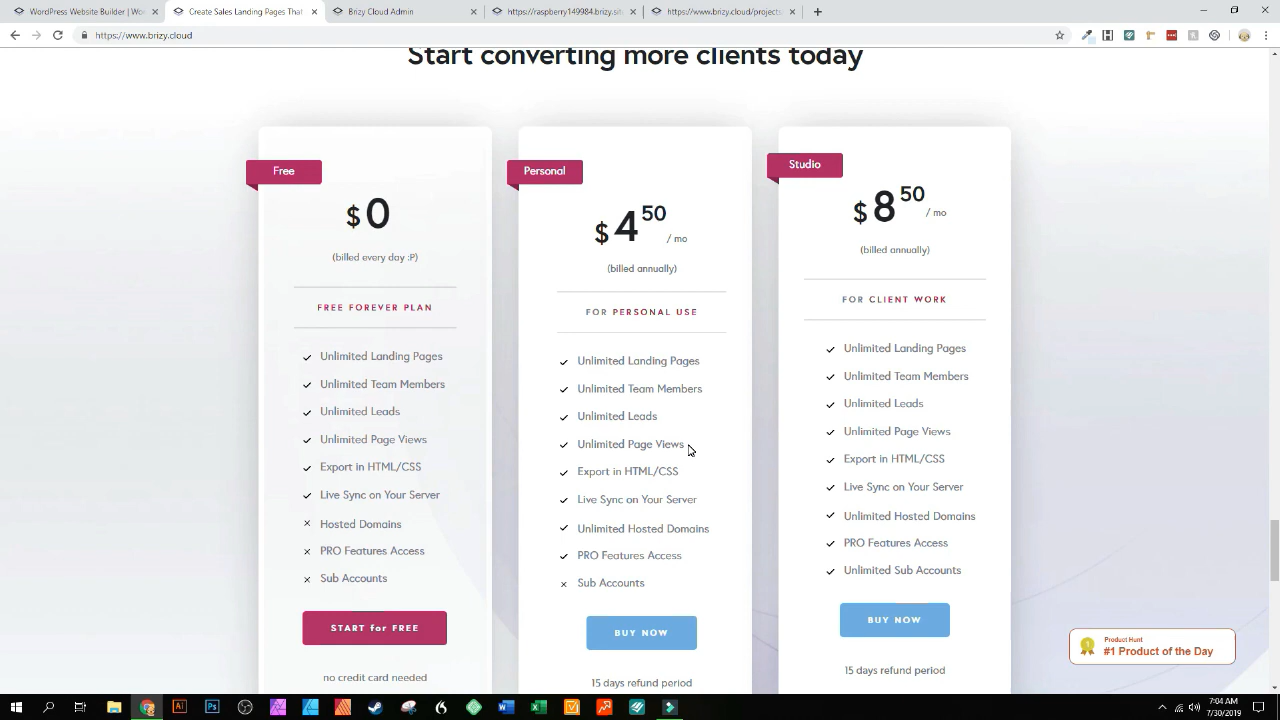 WordPress Website Builder | Wo
Create Sales Landing Pages That
Brizy Cloud Admin
https://raspberry149984.brizy.sit
https://www.brizy.cloud/projects
https://www.brizy.cloud
Start converting more clients today
Free
$0
(billed every day :P)
FREE FOREVER PLAN
Unlimited Landing Pages
Unlimited Team Members
Unlimited Leads
Unlimited Page Views
Export in HTML/CSS
Live Sync on Your Server
Hosted Domains
PRO Features Access
Sub Accounts
START for FREE
no credit card needed
Personal
$4 50 / mo
(billed annually)
FOR PERSONAL USE
Unlimited Landing Pages
Unlimited Team Members
Unlimited Leads
Unlimited Page Views
Export in HTML/CSS
Live Sync on Your Server
Unlimited Hosted Domains
PRO Features Access
Sub Accounts
BUY NOW
15 days refund period
Studio
$8 50 / mo
(billed annually)
FOR CLIENT WORK
Unlimited Landing Pages
Unlimited Team Members
Unlimited Leads
Unlimited Page Views
Export in HTML/CSS
Live Sync on Your Server
Unlimited Hosted Domains
PRO Features Access
Unlimited Sub Accounts
BUY NOW
15 days refund period
Product Hunt
#1 Product of the Day
7:04 AM
7/30/2019